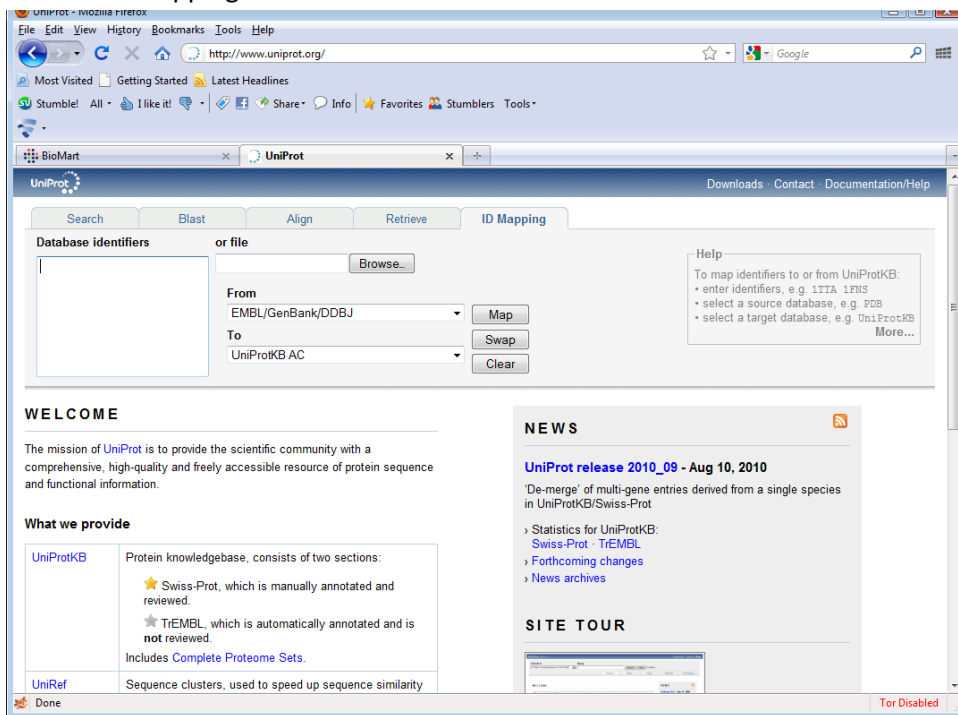 UniProt - Mozilla Firefox
File Edit View History Bookmarks Tools Help
http://www.uniprot.org/
Google
Most Visited Getting Started Latest Headlines
Stumble! All I like it! Share Info Favorites Stumblers Tools
BioMart UniProt
UniProt
Downloads · Contact · Documentation/Help
Search Blast Align Retrieve ID Mapping
Database identifiers or file
Browse...
From
EMBL/GenBank/DDBJ
Map
To
Swap
UniProtKB AC
Clear
Help
To map identifiers to or from UniProtKB:
• enter identifiers, e.g. 1TTA 1FNS
• select a source database, e.g. PDB
• select a target database, e.g. UniProtKB
More...
WELCOME
The mission of UniProt is to provide the scientific community with a
comprehensive, high-quality and freely accessible resource of protein sequence
and functional information.
What we provide
UniProtKB Protein knowledgebase, consists of two sections:
Swiss-Prot, which is manually annotated and
reviewed.
TrEMBL, which is automatically annotated and is
not reviewed.
Includes Complete Proteome Sets.
UniRef Sequence clusters, used to speed up sequence similarity
NEWS
UniProt release 2010_09 - Aug 10, 2010
'De-merge' of multi-gene entries derived from a single species
in UniProtKB/Swiss-Prot
› Statistics for UniProtKB:
Swiss-Prot · TrEMBL
› Forthcoming changes
› News archives
SITE TOUR
Done
Tor Disabled